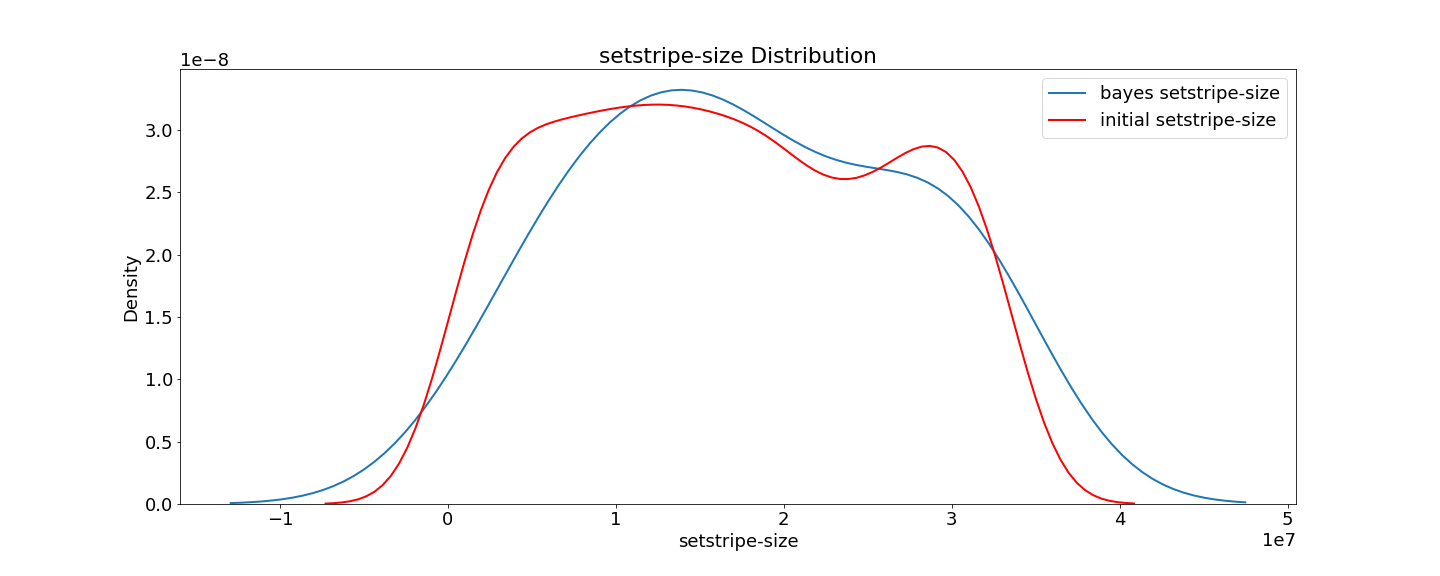 setstripe-size Distribution
1e−8
bayes setstripe-size
initial setstripe-size
Density
3.0
2.5
2.0
1.5
1.0
0.5
0.0
−1 0 1 2 3 4 5
setstripe-size
1e7